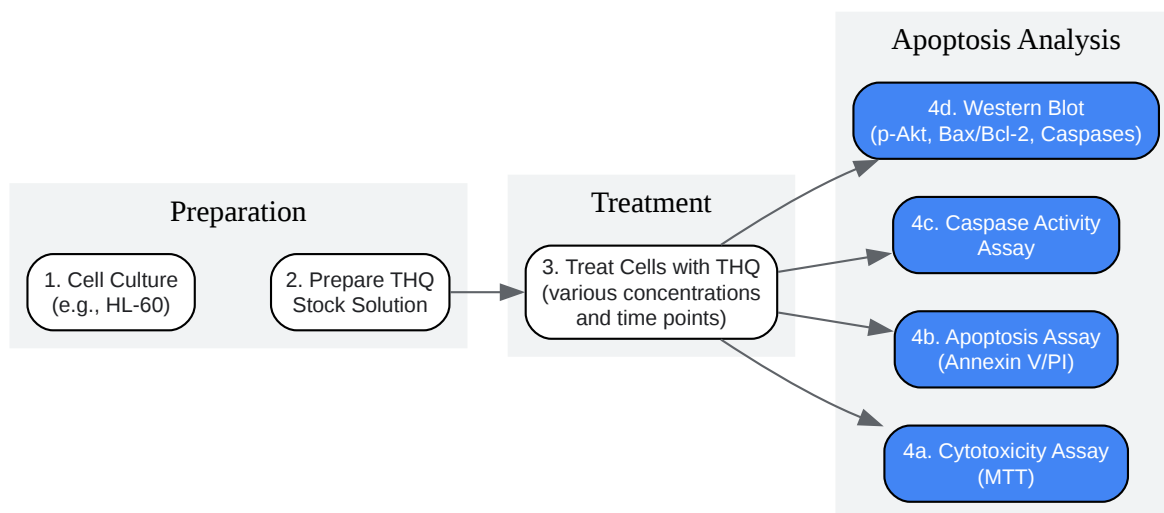 Preparation
1. Cell Culture
(e.g., HL-60)
2. Prepare THQ
Stock Solution
Treatment
3. Treat Cells with THQ
(various concentrations
and time points)
Apoptosis Analysis
4d. Western Blot
(p-Akt, Bax/Bcl-2, Caspases)
4c. Caspase Activity
Assay
4b. Apoptosis Assay
(Annexin V/PI)
4a. Cytotoxicity Assay
(MTT)